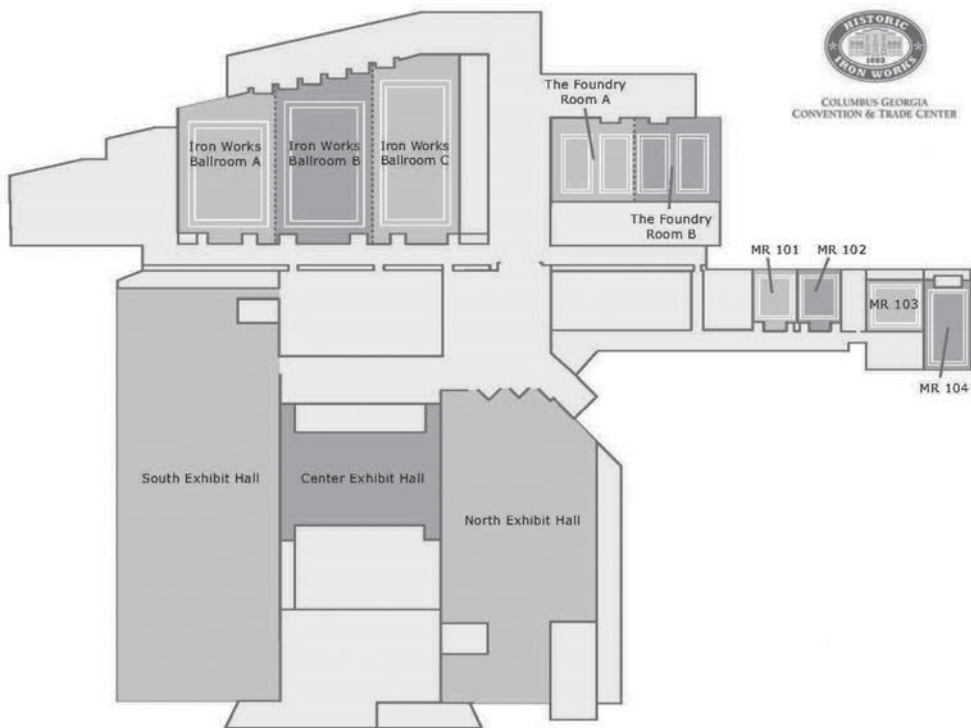 HISTORIC
1853
IRON WORKS
COLUMBUS GEORGIA
CONVENTION & TRADE CENTER
The Foundry
Room A
Iron Works
Ballroom A
Iron Works
Ballroom B
Iron Works
Ballroom C
The Foundry
Room B
MR 101
MR 102
MR 103
MR 104
South Exhibit Hall
Center Exhibit Hall
North Exhibit Hall